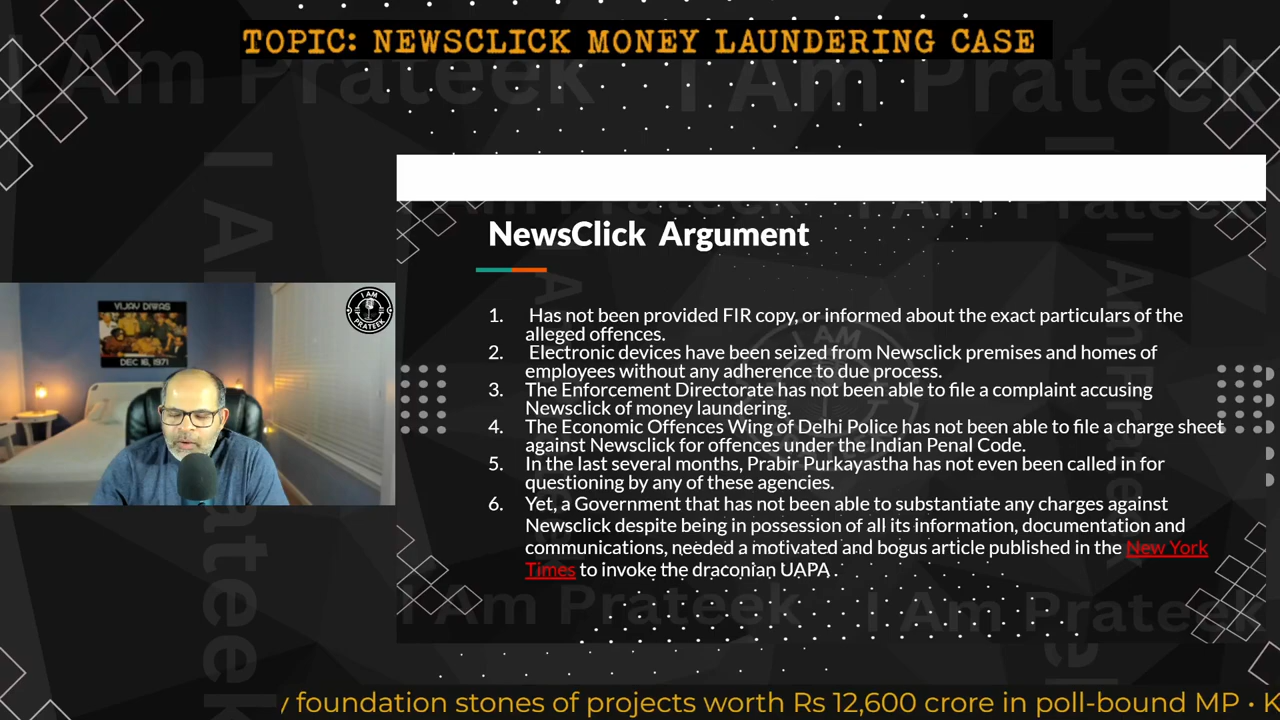 TOPIC: NEWSCLICK MONEY LAUNDERING CASE
I Am Prateek
I Am Prateek
NewsClick Argument
VIJAY DIWAS
DEC 16, 1971
I AM
PRATEEK
1. Has not been provided FIR copy, or informed about the exact particulars of the
alleged offences.
2. Electronic devices have been seized from Newsclick premises and homes of
employees without any adherence to due process.
3. The Enforcement Directorate has not been able to file a complaint accusing
Newsclick of money laundering.
4. The Economic Offences Wing of Delhi Police has not been able to file a charge sheet
against Newsclick for offences under the Indian Penal Code.
5. In the last several months, Prabir Purkayastha has not even been called in for
questioning by any of these agencies.
6. Yet, a Government that has not been able to substantiate any charges against
Newsclick despite being in possession of all its information, documentation and
communications, needed a motivated and bogus article published in the New York
Times to invoke the draconian UAPA .
I Am Prateek
I Am Prateek
y foundation stones of projects worth Rs 12,600 crore in poll-bound MP • K